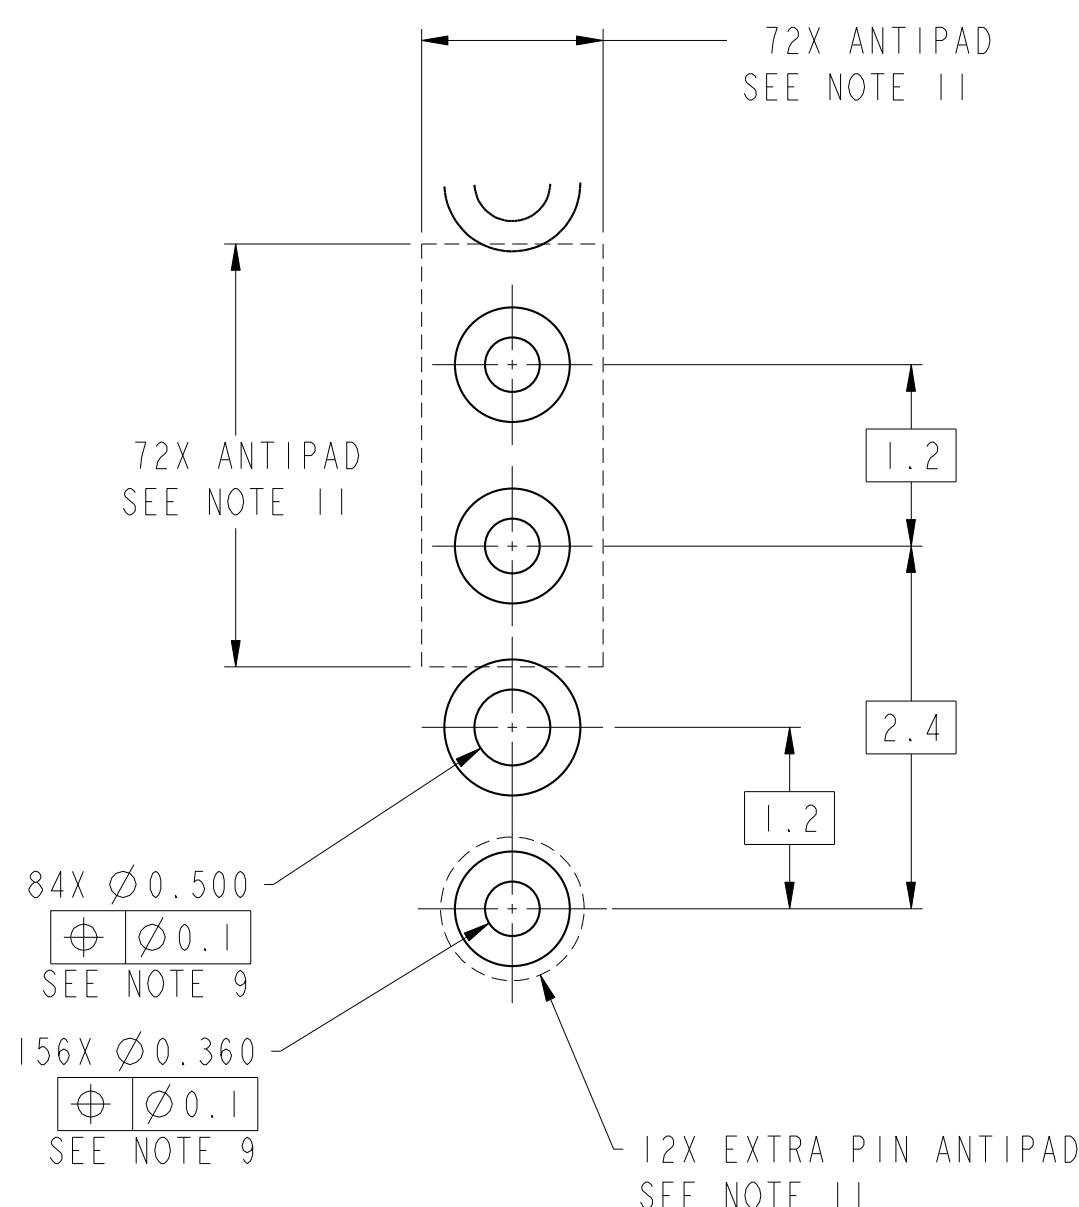 72X ANTIPAD
SEE NOTE 11
72X ANTIPAD
SEE NOTE 11
1.2
2.4
1.2
84X Ø0.500
⌖ Ø0.1
SEE NOTE 9
156X Ø0.360
⌖ Ø0.1
SEE NOTE 9
12X EXTRA PIN ANTIPAD
SEE NOTE 11